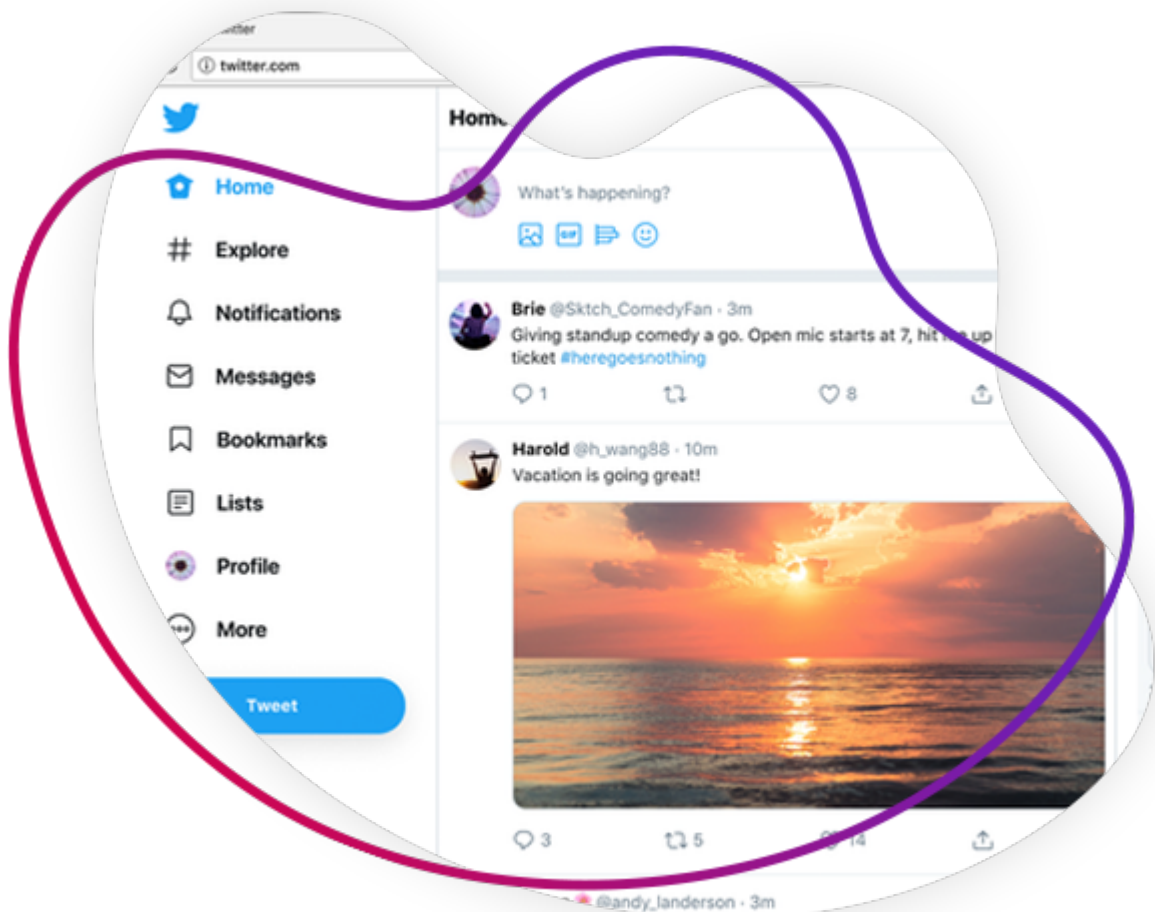 twitter.com
Home
Explore
Notifications
Messages
Bookmarks
Lists
Profile
More
Tweet
Home
What's happening?
GIF
Brie @Sktch_ComedyFan · 3m
Giving standup comedy a go. Open mic starts at 7, hit me up
ticket #heregoesnothing
1
8
Harold @h_wang88 · 10m
Vacation is going great!
3
5
14
@andy_landerson · 3m